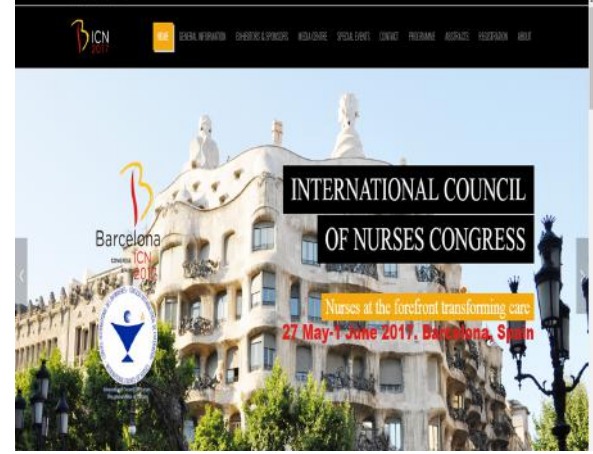 ICN
2017
HOME GENERAL INFORMATION EXHIBITORS & SPONSORS MEDIA CENTRE SPECIAL EVENTS CONTACT PROGRAMME ABSTRACTS REGISTRATION ABOUT
INTERNATIONAL COUNCIL
OF NURSES CONGRESS
Barcelona
ICN
Nurses at the forefront transforming care
27 May-1 June 2017, Barcelona, Spain